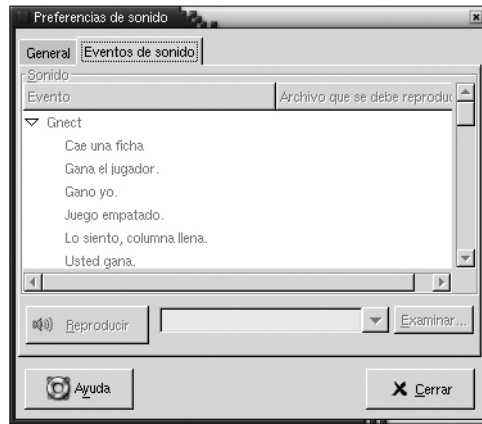 Preferencias de sonido
General
Eventos de sonido
Sonido
Evento
Archivo que se debe reproduc
Gnect
Cae una ficha
Gana el jugador.
Gano yo.
Juego empatado.
Lo siento, columna llena.
Usted gana.
Reproducir
Examinar...
Ayuda
Cerrar